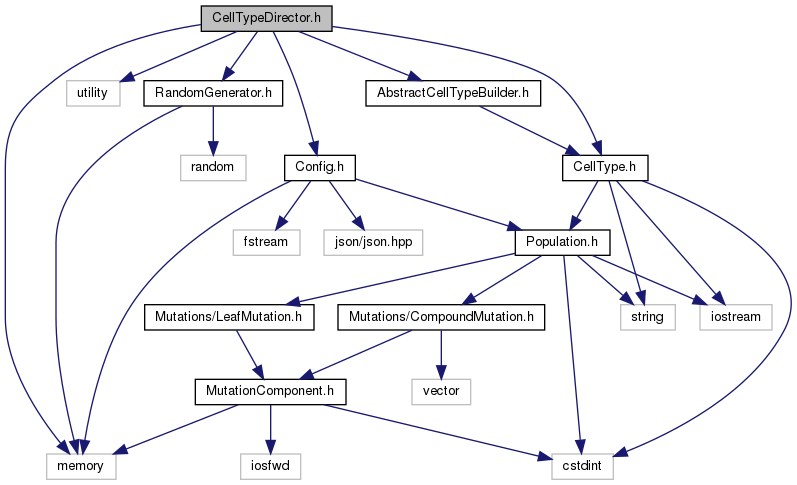 CellTypeDirector.h
utility
RandomGenerator.h
AbstractCellTypeBuilder.h
random
Config.h
CellType.h
fstream
json/json.hpp
Population.h
Mutations/LeafMutation.h
Mutations/CompoundMutation.h
string
iostream
MutationComponent.h
vector
memory
iosfwd
cstdint